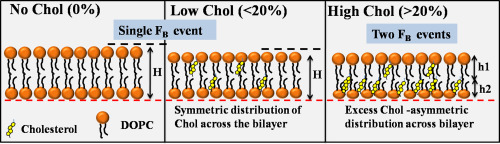 No Chol (0%)
Low Chol (<20%)
High Chol (>20%)
Single FB event
Two FB events
H
H
h1
h2
Cholesterol
DOPC
Symmetric distribution of
Chol across the bilayer
Excess Chol -asymmetric
distribution across bilayer